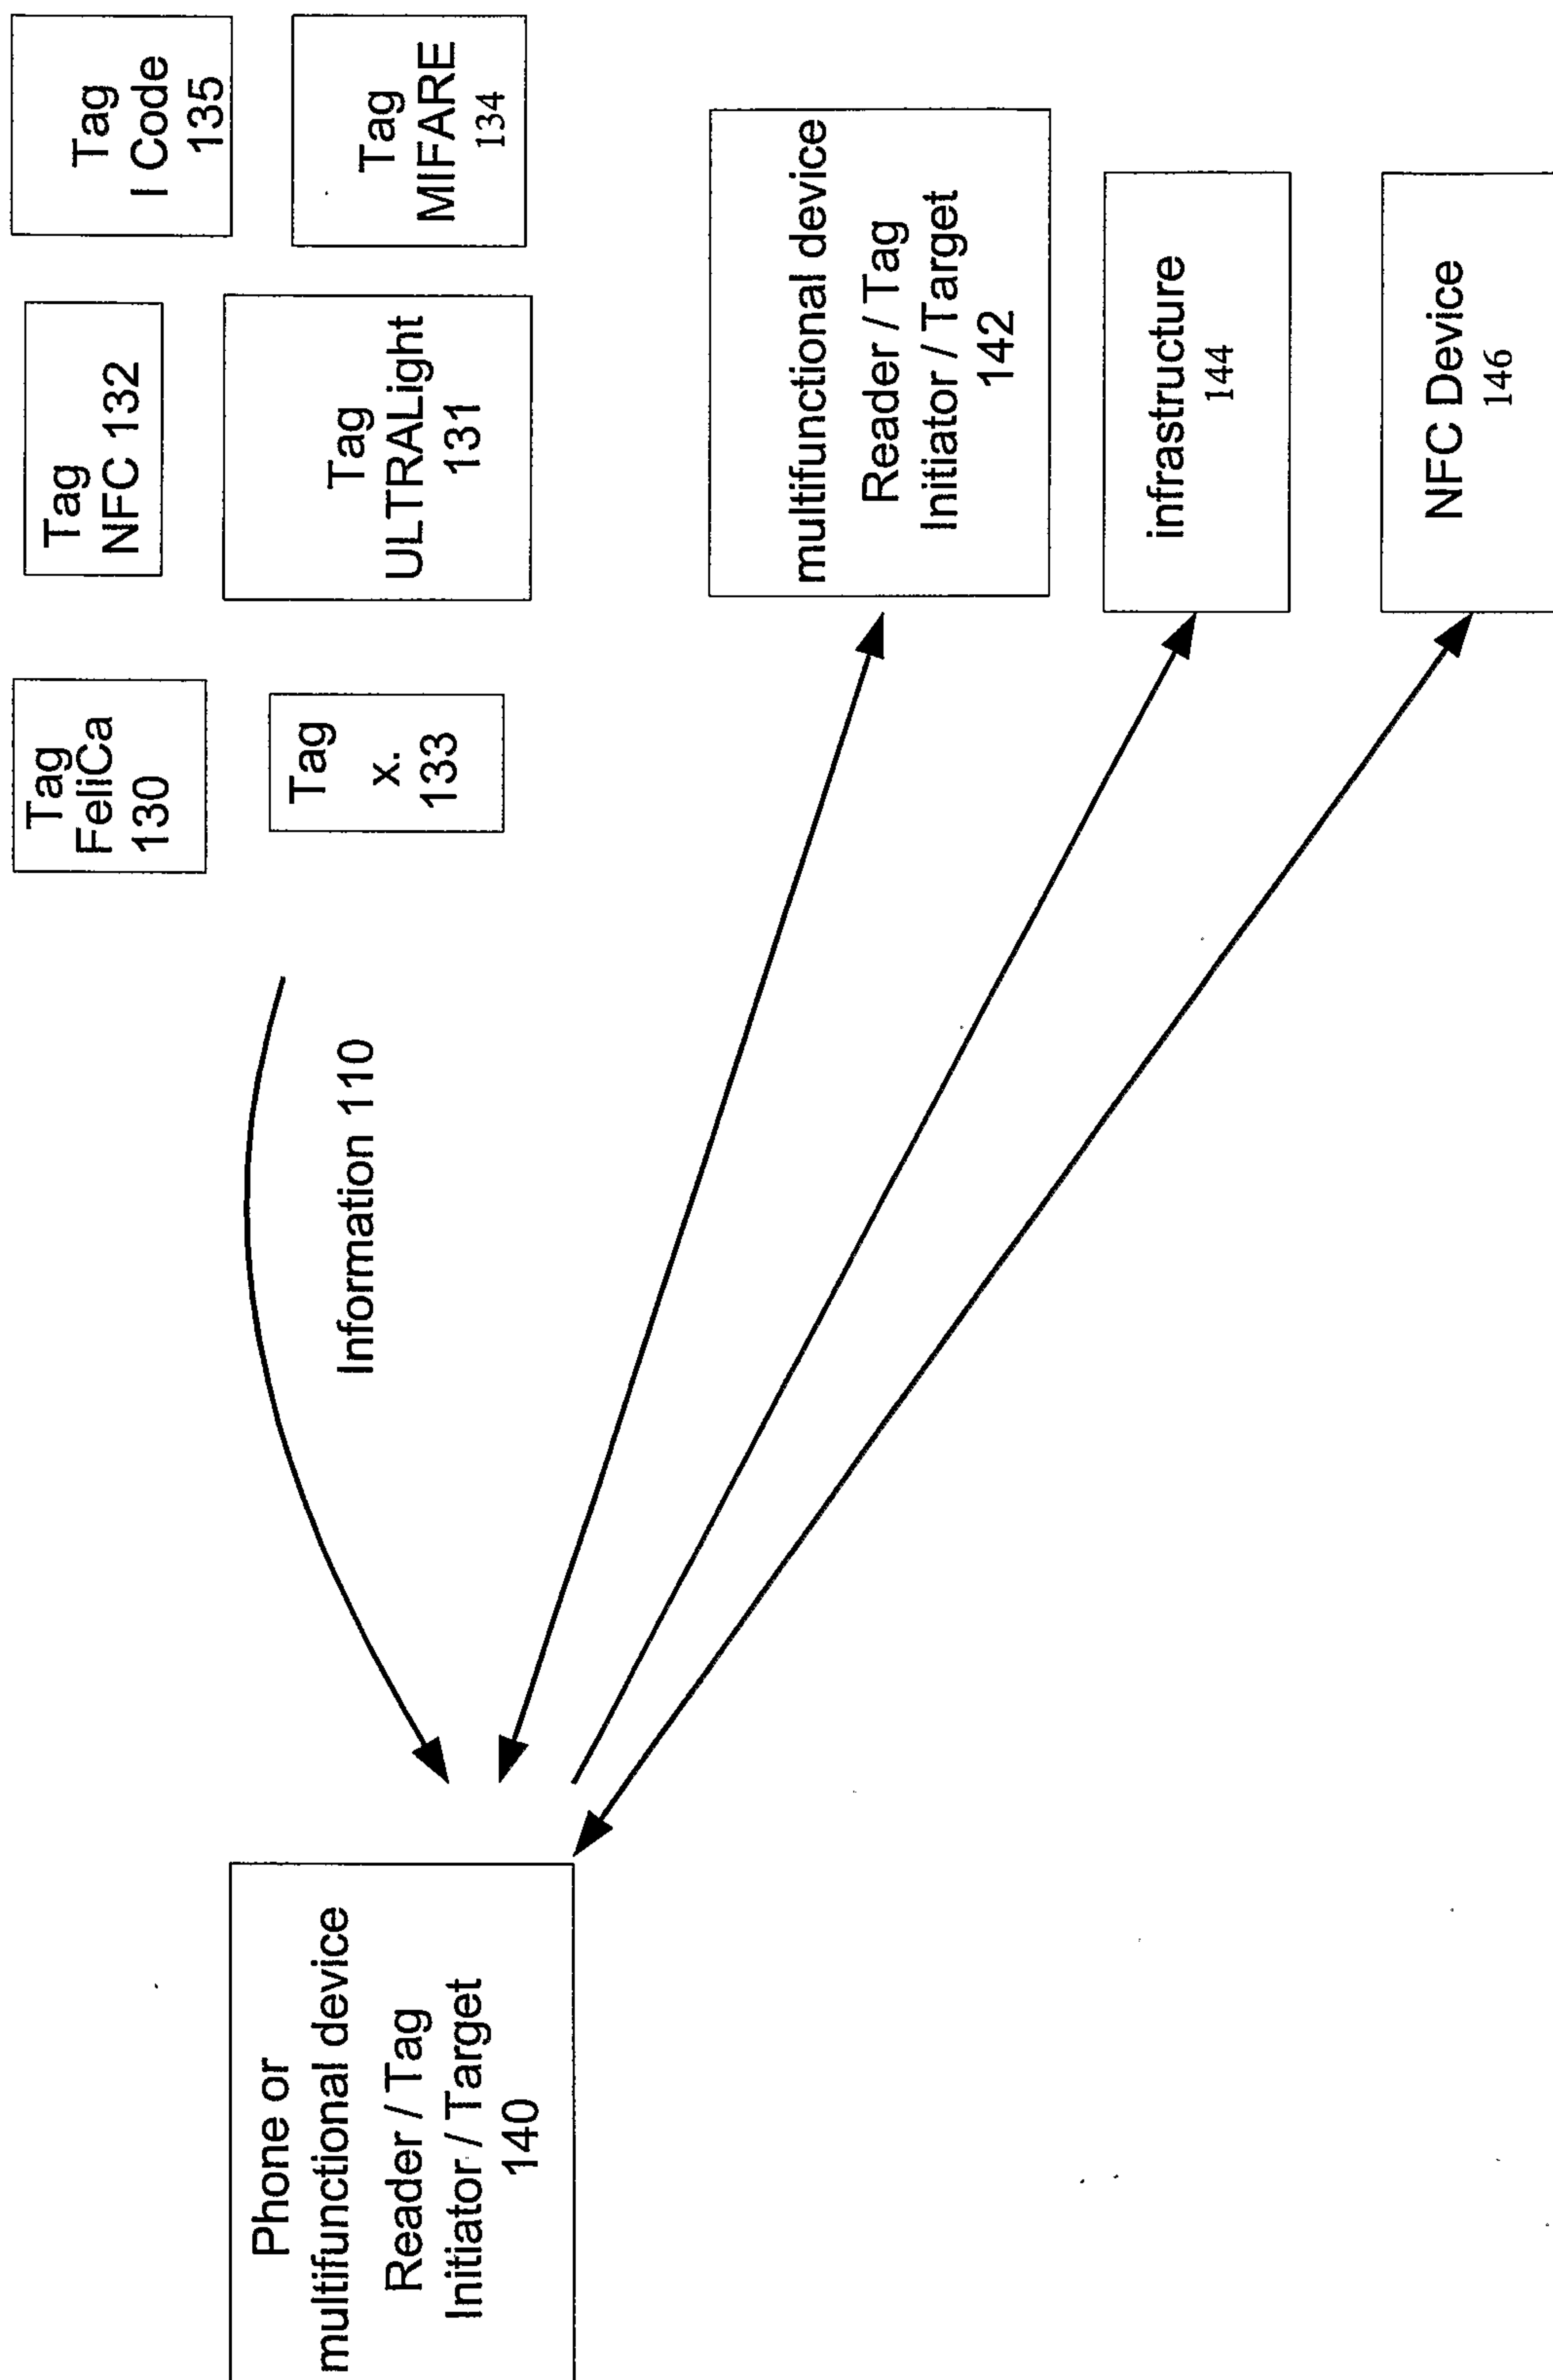 Tag
FeliCa
130
Tag
NFC 132
Tag
I Code
135
Tag
x.
133
Tag
ULTRALight
131
Tag
MIFARE
134
Information 110
Phone or
multifunctional device
Reader / Tag
Initiator / Target
140
multifunctional device
Reader / Tag
Initiator / Target
142
infrastructure
144
NFC Device
146